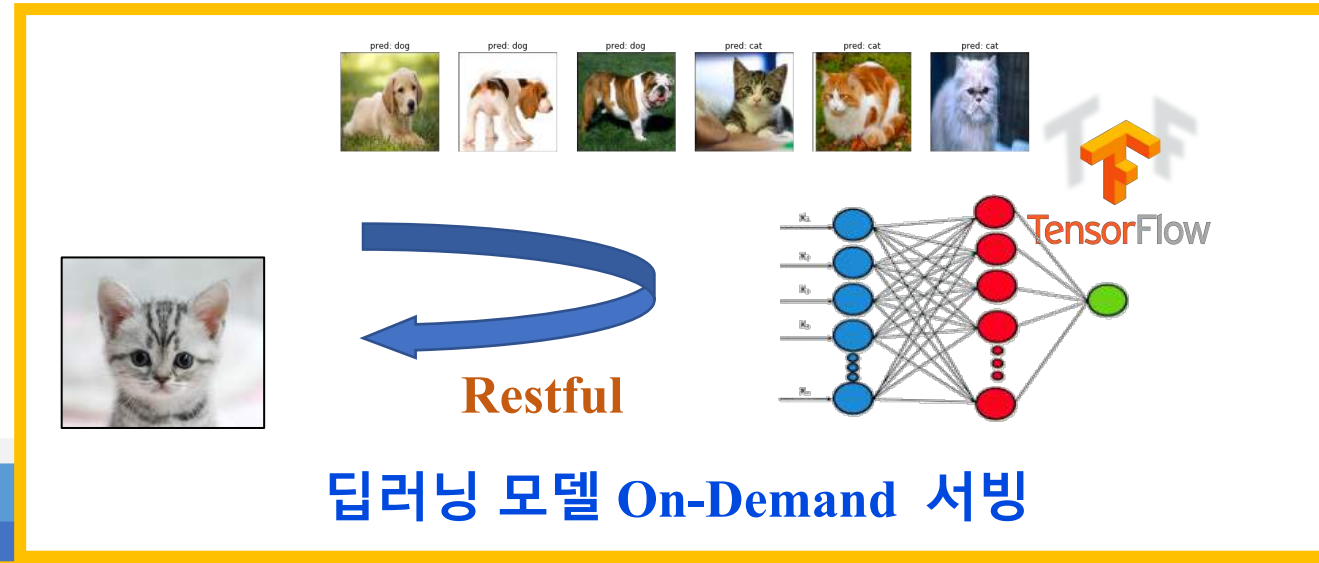 pred: dog
pred: dog
pred: dog
pred: cat
pred: cat
pred: cat
TensorFlow
Restful
딥러닝 모델 On-Demand 서빙